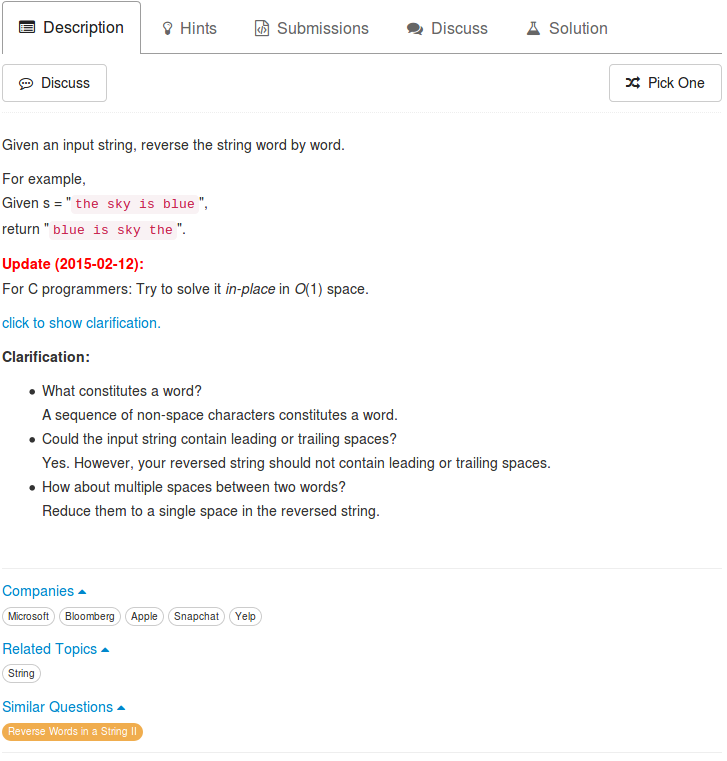 Description Hints Submissions Discuss Solution
Discuss Pick One
Given an input string, reverse the string word by word.
For example,
Given s = "the sky is blue",
return "blue is sky the".
Update (2015-02-12):
For C programmers: Try to solve it in-place in O(1) space.
click to show clarification.
Clarification:
• What constitutes a word?
A sequence of non-space characters constitutes a word.
• Could the input string contain leading or trailing spaces?
Yes. However, your reversed string should not contain leading or trailing spaces.
• How about multiple spaces between two words?
Reduce them to a single space in the reversed string.
Companies
Microsoft Bloomberg Apple Snapchat Yelp
Related Topics
String
Similar Questions
Reverse Words in a String II